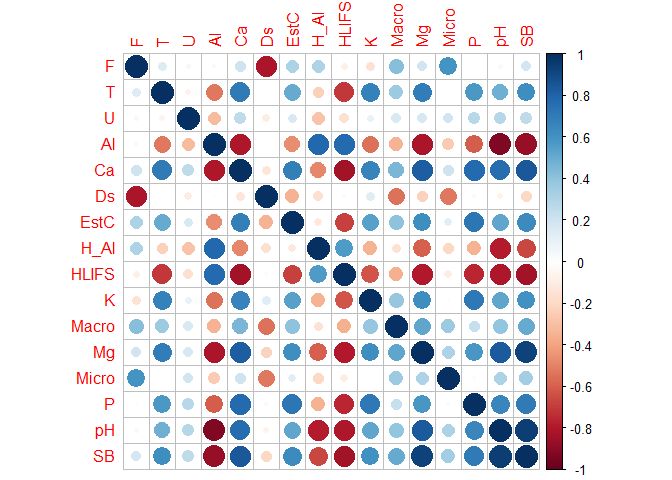 F T U Al Ca Ds EstC H_Al HLIFS K Macro Mg Micro P pH SB
F
T
U
Al
Ca
Ds
EstC
H_Al
HLIFS
K
Macro
Mg
Micro
P
pH
SB
1
0.8
0.6
0.4
0.2
0
-0.2
-0.4
-0.6
-0.8
-1